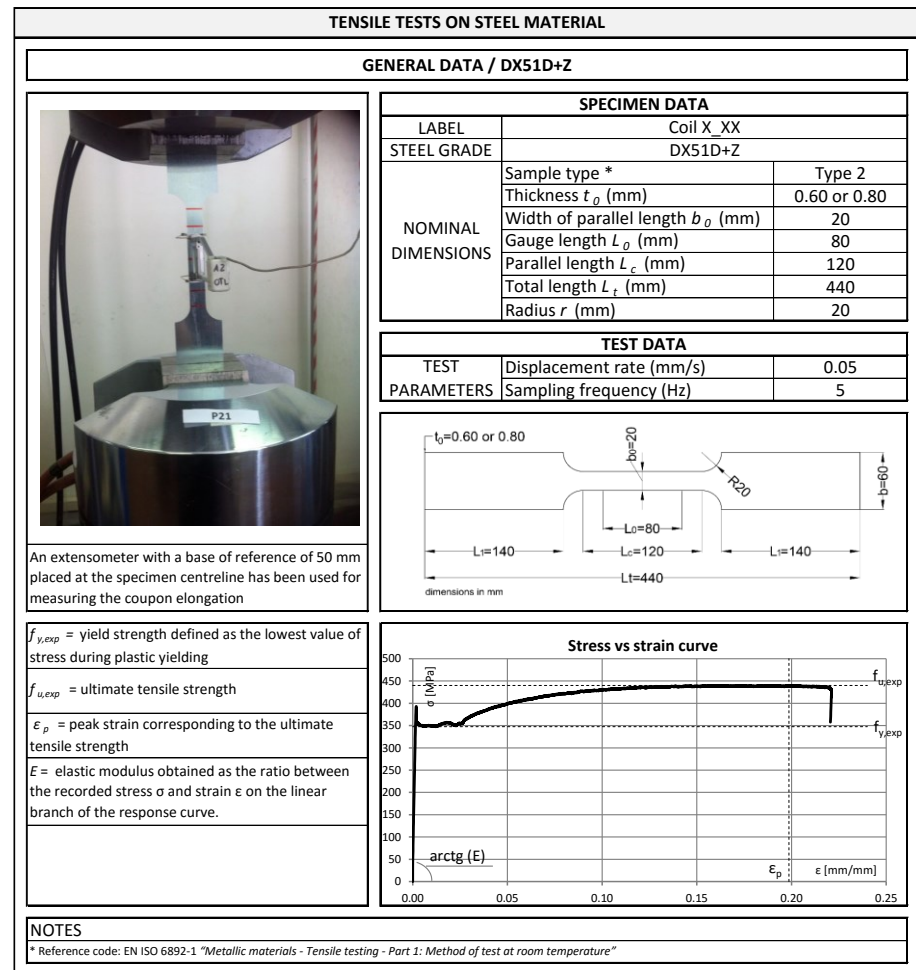 TENSILE TESTS ON STEEL MATERIAL
GENERAL DATA / DX51D+Z
A2
OTL
P21
An extensometer with a base of reference of 50 mm
placed at the specimen centreline has been used for
measuring the coupon elongation
SPECIMEN DATA
LABEL Coil X_XX
STEEL GRADE DX51D+Z
NOMINAL DIMENSIONS
Sample type * Type 2
Thickness t 0 (mm) 0.60 or 0.80
Width of parallel length b 0 (mm) 20
Gauge length L 0 (mm) 80
Parallel length L c (mm) 120
Total length L t (mm) 440
Radius r (mm) 20
TEST DATA
TEST PARAMETERS
Displacement rate (mm/s) 0.05
Sampling frequency (Hz) 5
t0=0.60 or 0.80
b0=20
R20
b=60
L0=80
L1=140
Lc=120
L1=140
Lt=440
dimensions in mm
f y,exp = yield strength defined as the lowest value of
stress during plastic yielding
f u,exp = ultimate tensile strength
ε p = peak strain corresponding to the ultimate
tensile strength
E = elastic modulus obtained as the ratio between
the recorded stress σ and strain ε on the linear
branch of the response curve.
Stress vs strain curve
500
450
400
350
300
250
200
150
100
50
0
σ [MPa]
fu,exp
fy,exp
arctg (E)
εp
ε [mm/mm]
0.00 0.05 0.10 0.15 0.20 0.25
NOTES
* Reference code: EN ISO 6892-1 “Metallic materials - Tensile testing - Part 1: Method of test at room temperature”